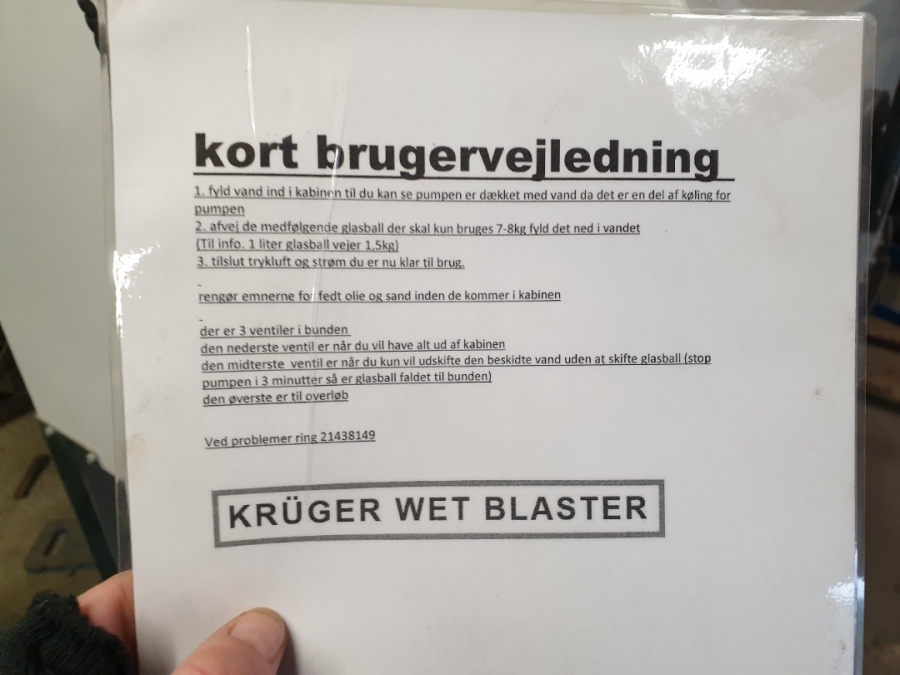 kort brugervejledning
1. fyld vand ind i kabinen til du kan se pumpen er dækket med vand da det er en del af køling for
pumpen
2. afvej de medfølgende glasball der skal kun bruges 7-8kg fyld det ned i vandet
(Til info. 1 liter glasball vejer 1,5kg)
3. tilslut trykluft og strøm du er nu klar til brug.
-
rengør emnerne for fedt olie og sand inden de kommer i kabinen
-
der er 3 ventiler i bunden
den nederste ventil er når du vil have alt ud af kabinen
den midterste ventil er når du kun vil udskifte den beskidte vand uden at skifte glasball (stop
pumpen i 3 minutter så er glasball faldet til bunden)
den øverste er til overløb
Ved problemer ring 21438149
KRÜGER WET BLASTER